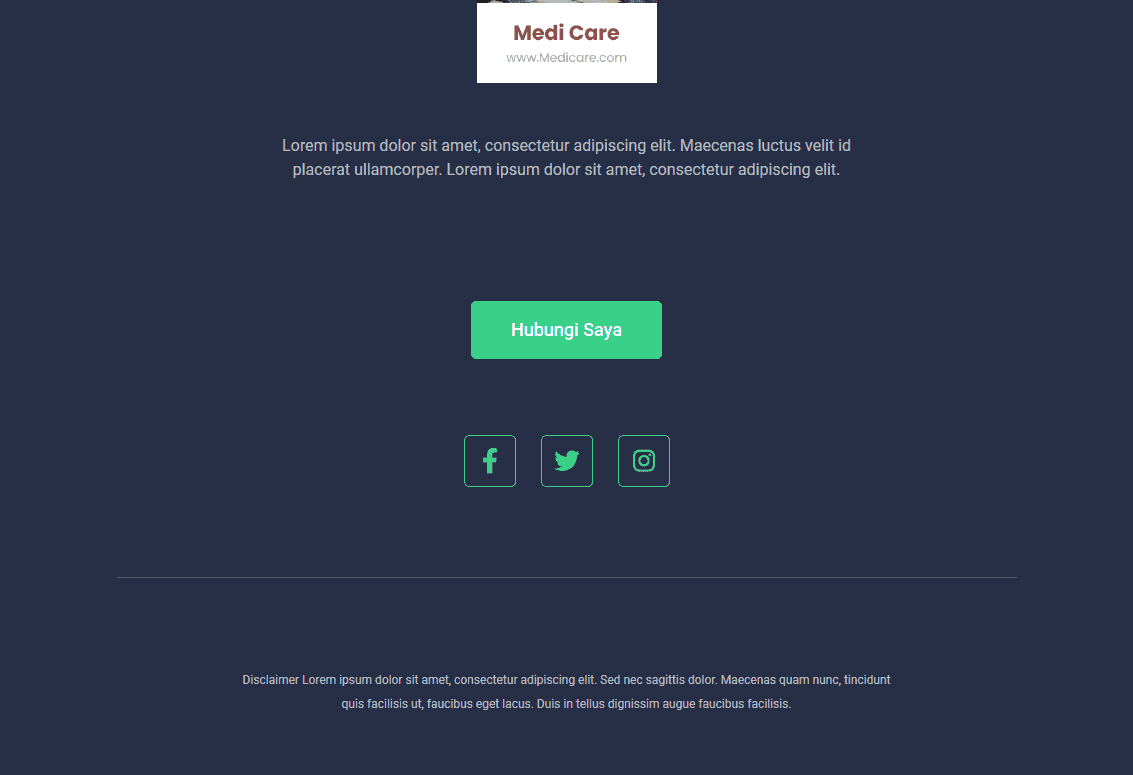 Medi Care
www.Medicare.com
Lorem ipsum dolor sit amet, consectetur adipiscing elit. Maecenas luctus velit id
placerat ullamcorper. Lorem ipsum dolor sit amet, consectetur adipiscing elit.
Hubungi Saya
Disclaimer Lorem ipsum dolor sit amet, consectetur adipiscing elit. Sed nec sagittis dolor. Maecenas quam nunc, tincidunt
quis facilisis ut, faucibus eget lacus. Duis in tellus dignissim augue faucibus facilisis.